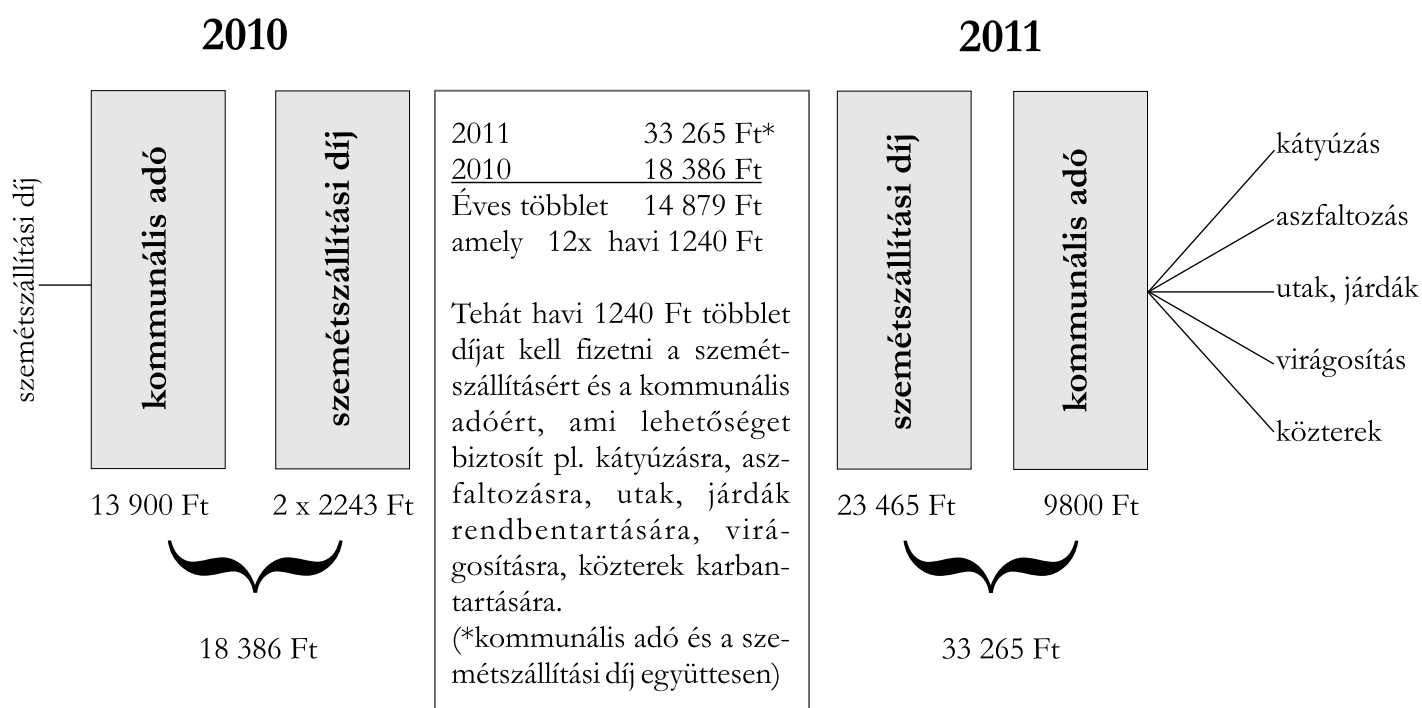 2010
szemétszállítási díj
kommunális adó
szemétszállítási díj
13 900 Ft
2 x 2243 Ft
18 386 Ft
2011 33 265 Ft*
2010 18 386 Ft
Éves többlet 14 879 Ft
amely 12x havi 1240 Ft
Tehát havi 1240 Ft többlet
díjat kell fizetni a szemét-
szállításért és a kommunális
adóért, ami lehetőséget
biztosít pl. kátyúzásra, asz-
faltozásra, utak, járdák
rendbentartására, virá-
gosításra, közterek karban-
tartására.
(*kommunális adó és a sze-
métszállítási díj együttesen)
2011
szemétszállítási díj
kommunális adó
23 465 Ft
9800 Ft
33 265 Ft
kátyúzás
aszfaltozás
utak, járdák
virágosítás
közterek